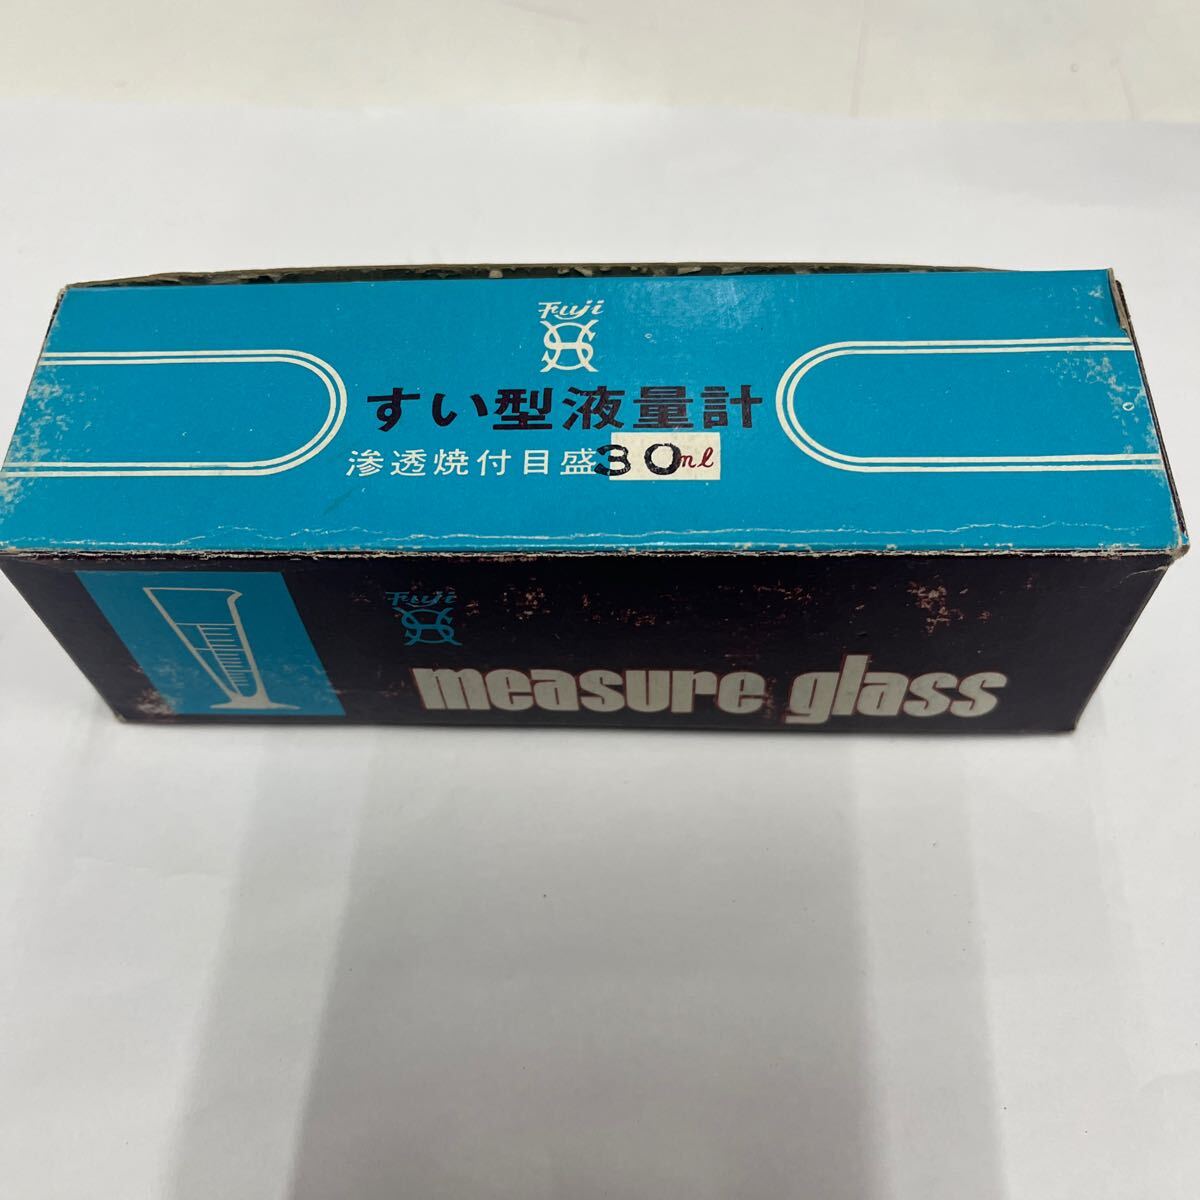 Fuji
すい型液量計
渗透焼付目盛30ml
Fuji
measure glass